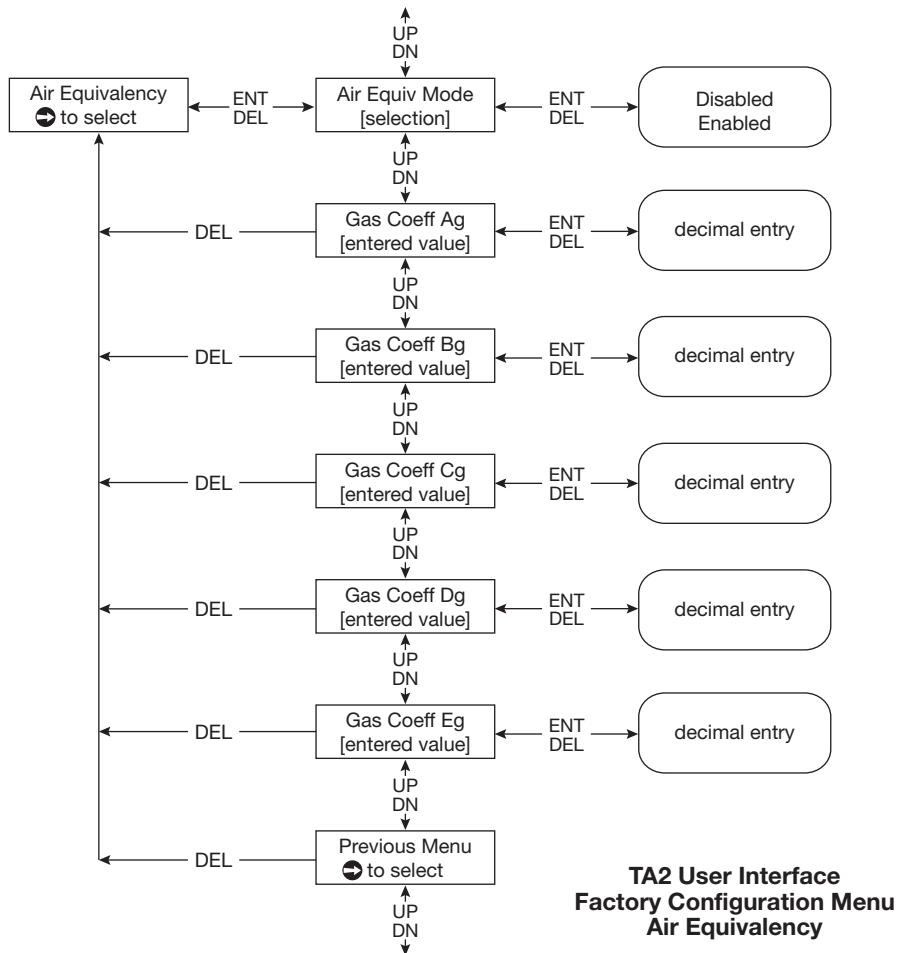 UP
DN
Air Equivalency
➔ to select
ENT
DEL
Air Equiv Mode
[selection]
ENT
DEL
Disabled
Enabled
UP
DN
DEL
Gas Coeff Ag
[entered value]
ENT
DEL
decimal entry
UP
DN
DEL
Gas Coeff Bg
[entered value]
ENT
DEL
decimal entry
UP
DN
DEL
Gas Coeff Cg
[entered value]
ENT
DEL
decimal entry
UP
DN
DEL
Gas Coeff Dg
[entered value]
ENT
DEL
decimal entry
UP
DN
DEL
Gas Coeff Eg
[entered value]
ENT
DEL
decimal entry
UP
DN
DEL
Previous Menu
➔ to select
UP
DN
TA2 User Interface
Factory Configuration Menu
Air Equivalency